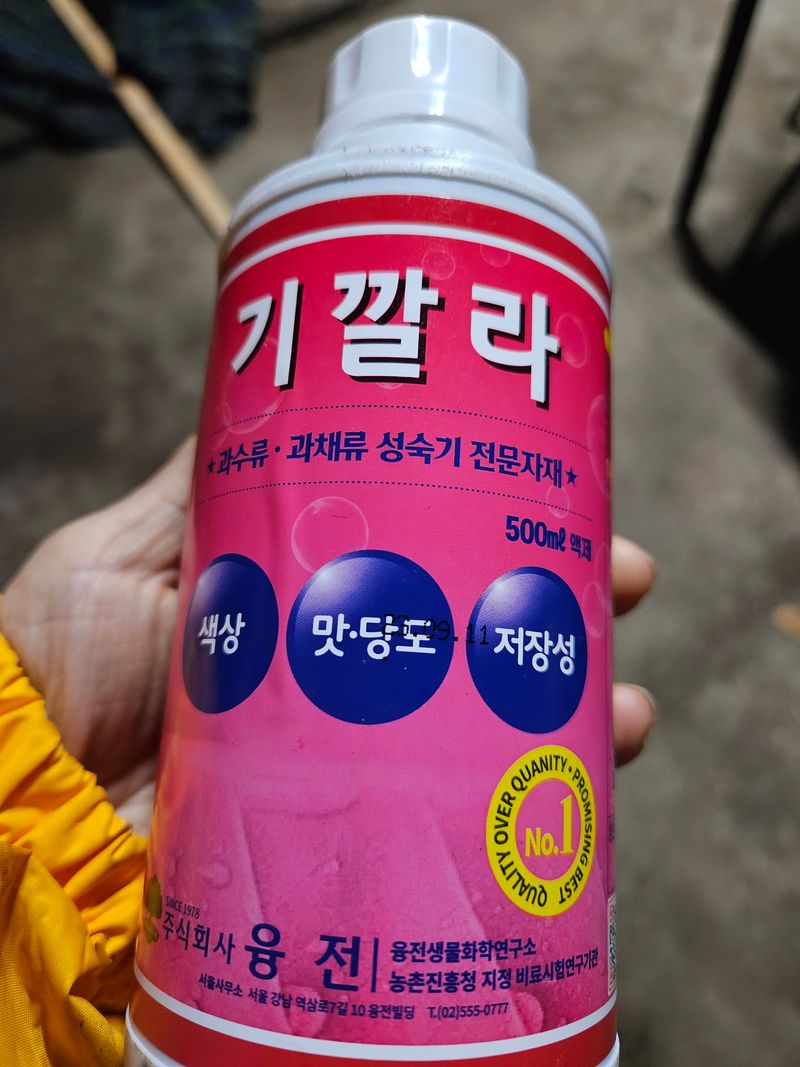 기깔라
★과수류·과채류 성숙기 전문자재★
500㎖ 액제
색상
맛·당도
저장성
09.11
QUALITY OVER QUANITY • PROMISING BEST
No.1
SINCE 1978
주식회사 융 전
융전생물화학연구소
농촌진흥청 지정 비료시험연구기관
서울사무소 서울 강남 역삼로7길 10 융전빌딩 T.(02)555-0777